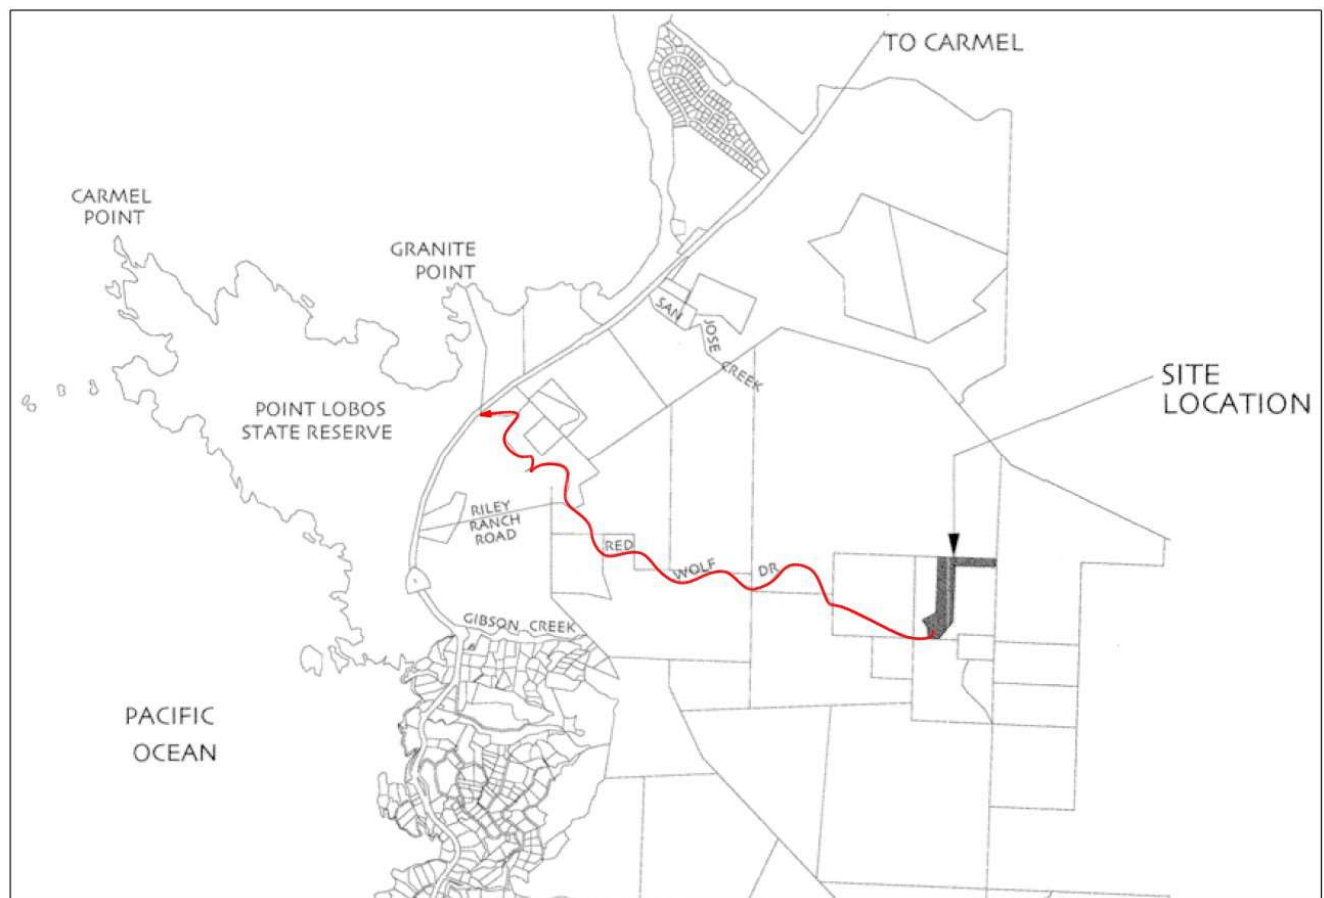 TO CARMEL
CARMEL
POINT
GRANITE
POINT
SAN
JOSE
CREEK
SITE
LOCATION
POINT LOBOS
STATE RESERVE
RILEY
RANCH
ROAD
RED
WOLF
DR
GIBSON CREEK
PACIFIC
OCEAN